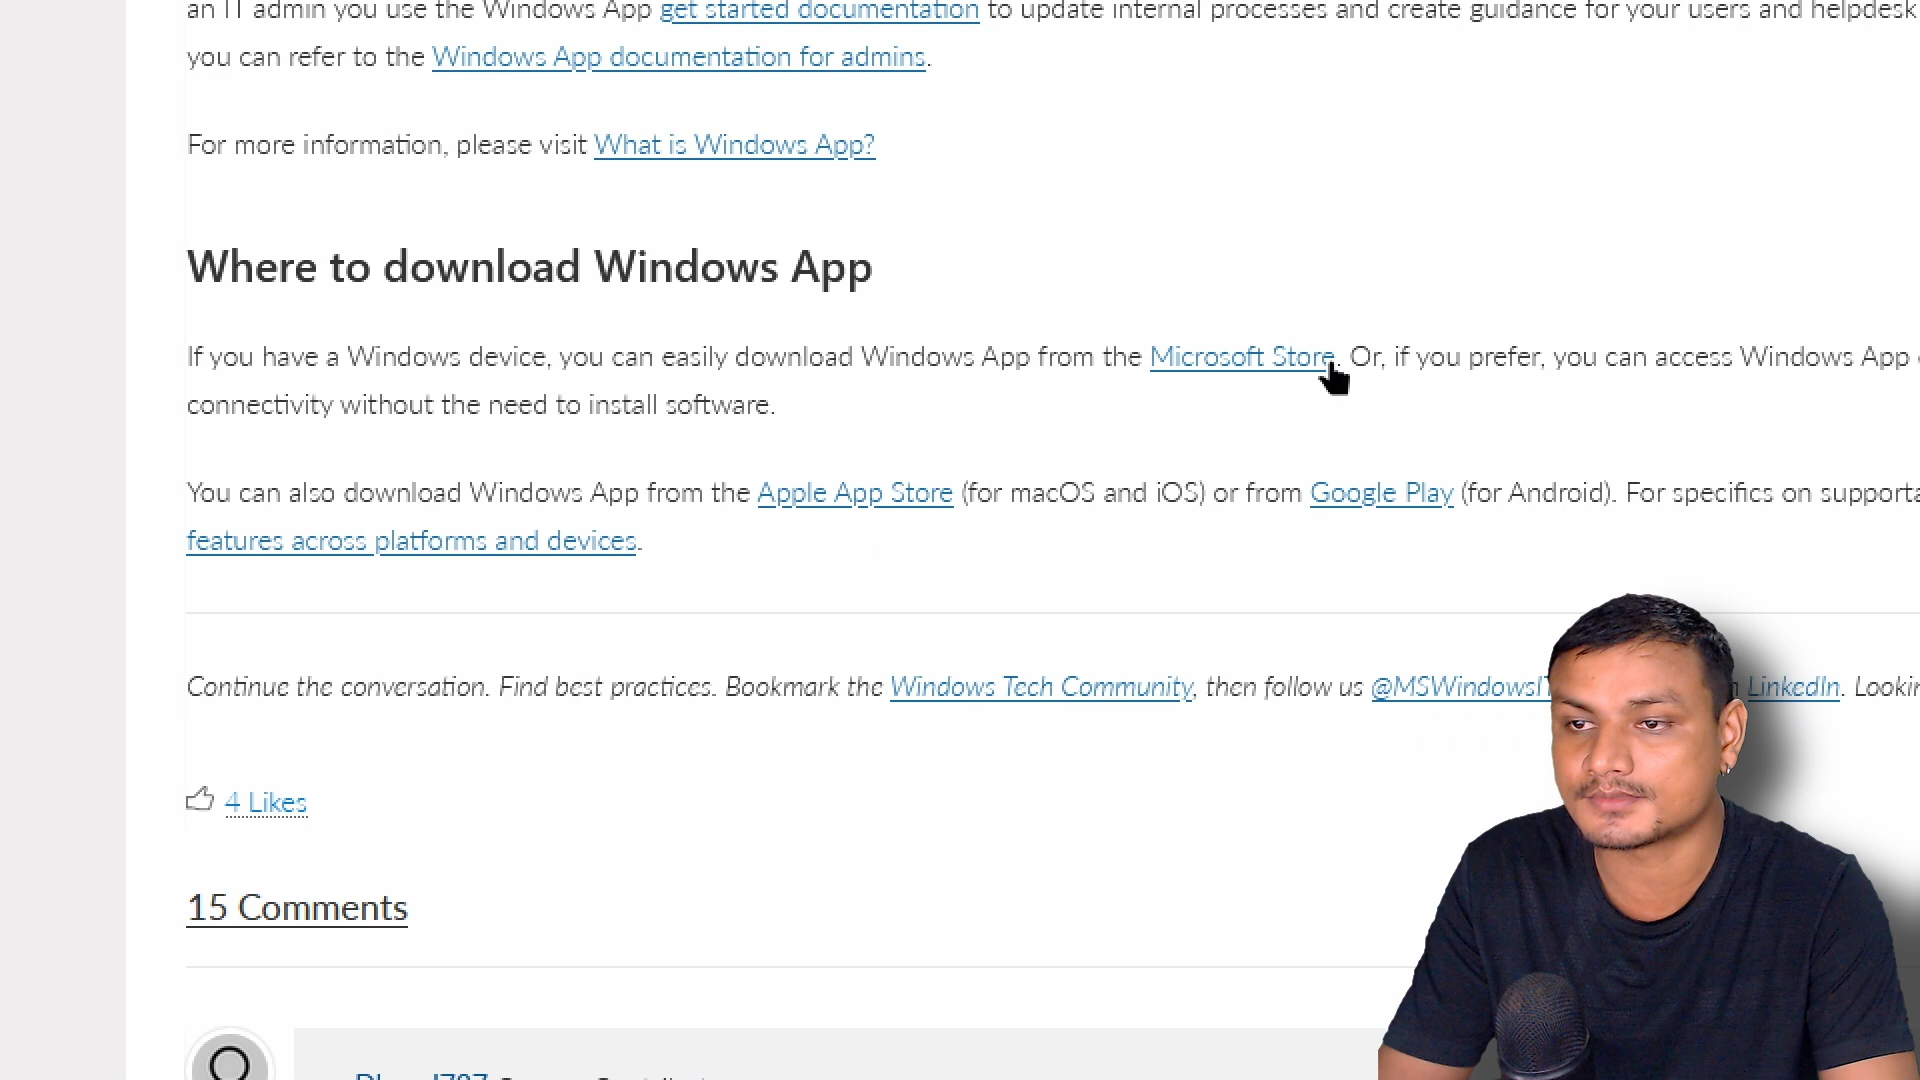 an IT admin you use the Windows App get started documentation to update internal processes and create guidance for your users and helpdesk
you can refer to the Windows App documentation for admins.
For more information, please visit What is Windows App?
Where to download Windows App
If you have a Windows device, you can easily download Windows App from the Microsoft Store. Or, if you prefer, you can access Windows App
connectivity without the need to install software.
You can also download Windows App from the Apple App Store (for macOS and iOS) or from Google Play (for Android). For specifics on
features across platforms and devices.
Continue the conversation. Find best practices. Bookmark the Windows Tech Community, then follow us LinkedIn.
4 Likes
15 Comments